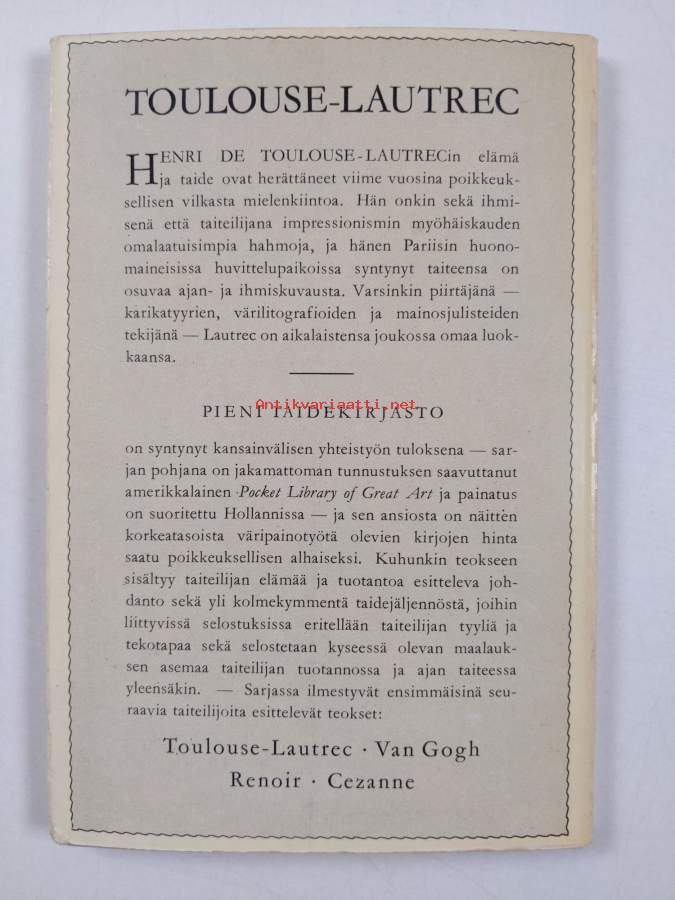 TOULOUSE-LAUTREC
HENRI DE TOULOUSE-LAUTRECin elämä
ja taide ovat herättäneet viime vuosina poikkeuk-
sellisen vilkasta mielenkiintoa. Hän onkin sekä ihmi-
senä että taiteilijana impressionismin myöhäiskauden
omalaatuisimpia hahmoja, ja hänen Pariisin huono-
maineisissa huvittelupaikoissa syntynyt taiteensa on
osuvaa ajan- ja ihmiskuvausta. Varsinkin piirtäjänä —
karikatyyrien, värilitografioiden ja mainosjulisteiden
tekijänä — Lautrec on aikalaistensa joukossa omaa luok-
kaansa.
PIENI TAIDEKIRJASTO
Antikvariaatti.net
on syntynyt kansainvälisen yhteistyön tuloksena — sar-
jan pohjana on jakamattoman tunnustuksen saavuttanut
amerikkalainen Pocket Library of Great Art ja painatus
on suoritettu Hollannissa — ja sen ansiosta on näitten
korkeatasoista väripainotyötä olevien kirjojen hinta
saatu poikkeuksellisen alhaiseksi. Kuhunkin teokseen
sisältyy taiteilijan elämää ja tuotantoa esitteleva joh-
danto sekä yli kolmekymmentä taidejäljennöstä, joihin
liittyvissä selostuksissa eritellään taiteilijan tyyliä ja
tekotapaa sekä selostetaan kyseessä olevan maalauk-
sen asemaa taiteilijan tuotannossa ja ajan taiteessa
yleensäkin. — Sarjassa ilmestyvät ensimmäisinä seu-
raavia taiteilijoita esittelevät teokset:
Toulouse-Lautrec · Van Gogh
Renoir · Cezanne